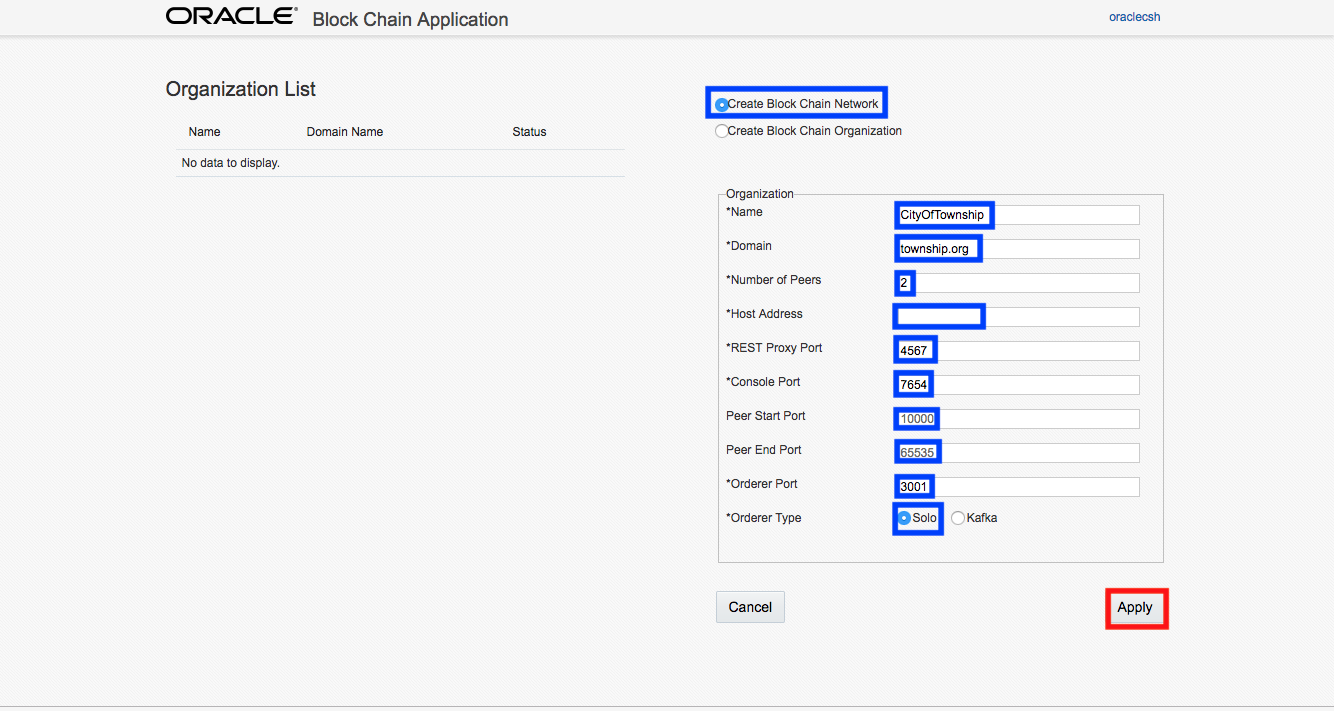 ORACLE® Block Chain Application
oraclecsh
Organization List
Name Domain Name Status
No data to display.
Create Block Chain Network
Create Block Chain Organization
Organization
*Name CityOfTownship
*Domain township.org
*Number of Peers 2
*Host Address
*REST Proxy Port 4567
*Console Port 7654
Peer Start Port 10000
Peer End Port 65535
*Orderer Port 3001
*Orderer Type Solo Kafka
Cancel Apply